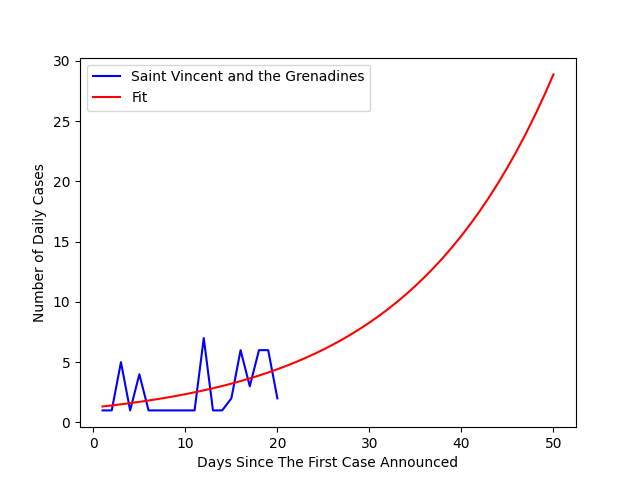 Saint Vincent and the Grenadines
Fit
30
25
20
15
10
5
0
Number of Daily Cases
0 10 20 30 40 50
Days Since The First Case Announced